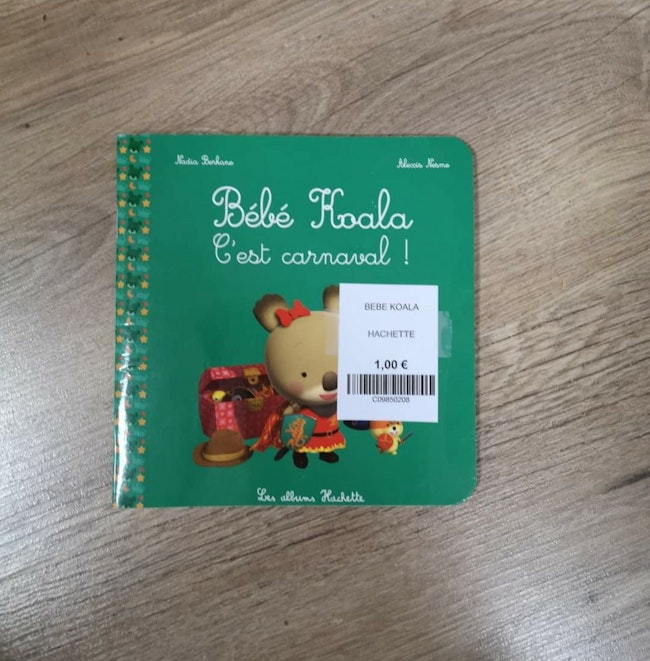 Nadia Berkane
Alexis Nesme
Bébé Koala
C'est carnaval !
BEBE KOALA
HACHETTE
1,00 €
C09850208
Les albums Hachette